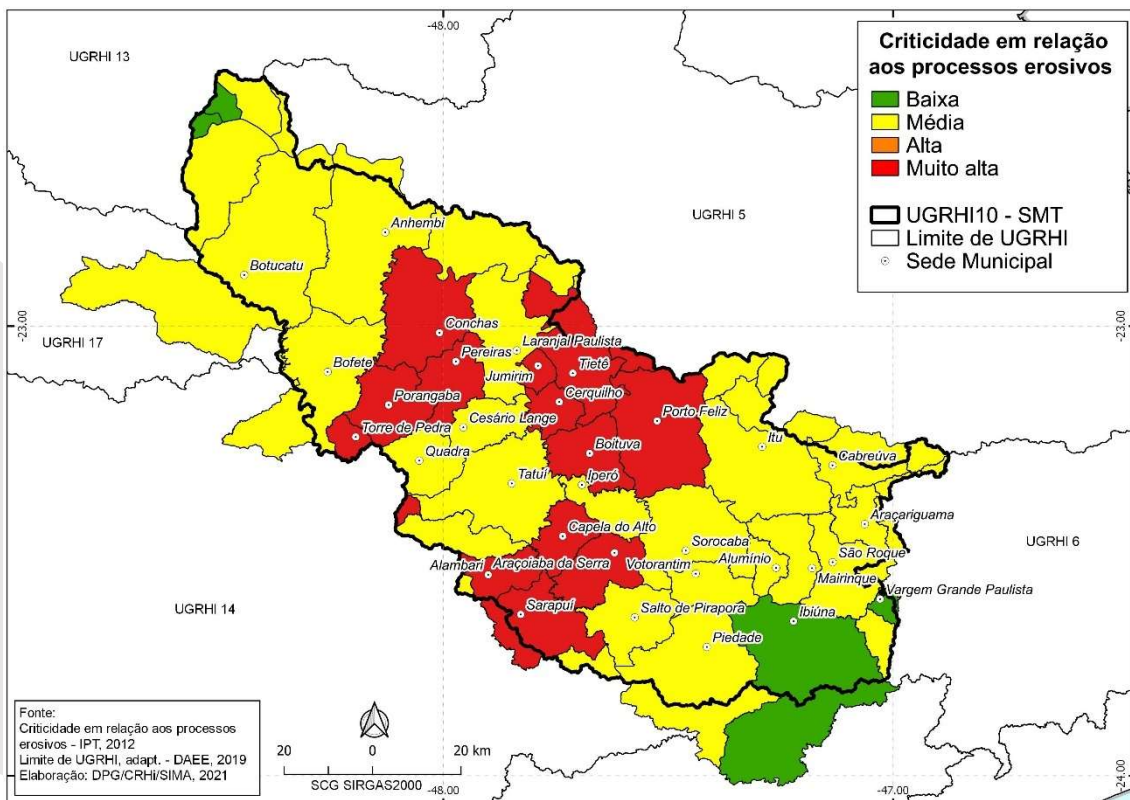 -48.00
-47.00
UGRHI 13
Criticidade em relação
aos processos erosivos
Baixa
Média
Alta
Muito alta
UGRHI10 - SMT
Limite de UGRHI
Sede Municipal
UGRHI 5
Anhembi
Botucatu
-23.00
-23.00
UGRHI 17
Conchas
Laranjal Paulista
Pereiras
Bofete
Jumirim
Tietê
Porangaba
Cerquilho
Cesário Lange
Porto Feliz
Torre de Pedra
Boituva
Itu
Quadra
Cabreúva
Tatuí
Iperó
Araçariguama
Capela do Alto
UGRHI 6
Sorocaba
São Roque
Alambari
Araçoiaba da Serra
Votorantim
Alumínio
Mairinque
Vargem Grande Paulista
UGRHI 14
Sarapuí
Salto de Pirapora
Ibiúna
Piedade
Fonte:
Criticidade em relação aos processos
erosivos - IPT, 2012
Limite de UGRHI, adapt. - DAEE, 2019
Elaboração: DPG/CRHi/SIMA, 2021
20 0 20 km
SCG SIRGAS2000
-48.00
-47.00
-24.00